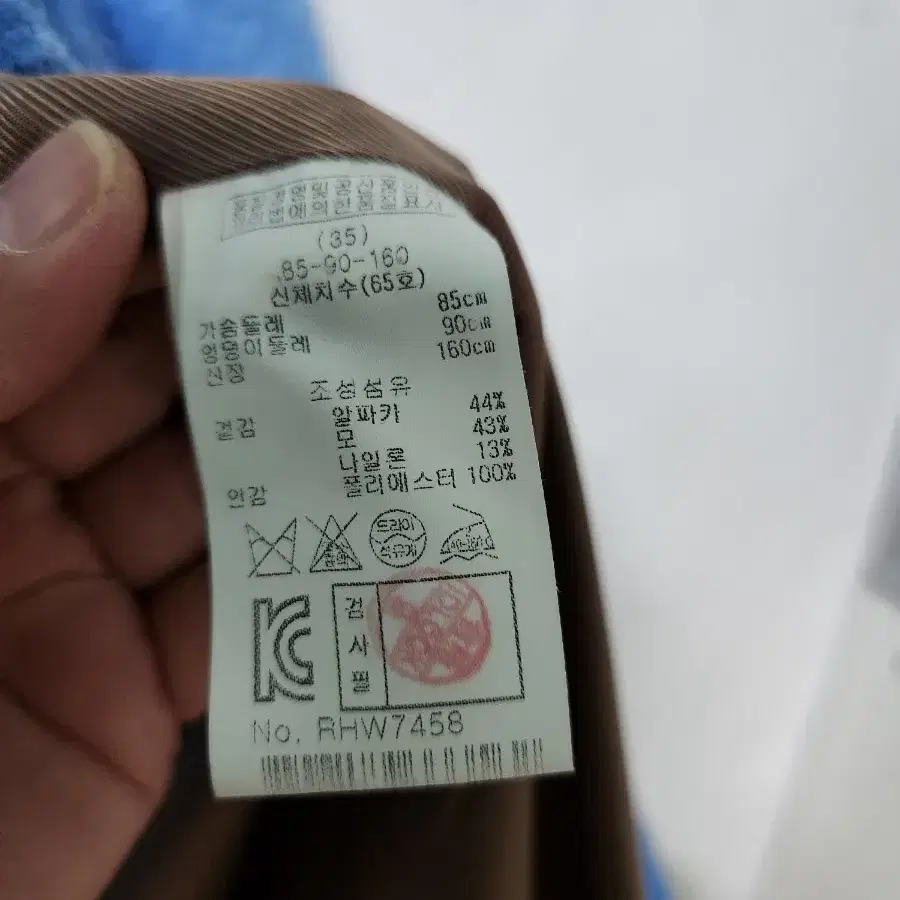 (35)
85-90-160
신체치수(65호)
가슴둘레 85cm
엉덩이둘레 90cm
신장 160cm
조성섬유
겉감 알파카 44%
모 43%
나일론 13%
안감 폴리에스터 100%
드라이
석유계
검
사
필
No. RHW7458